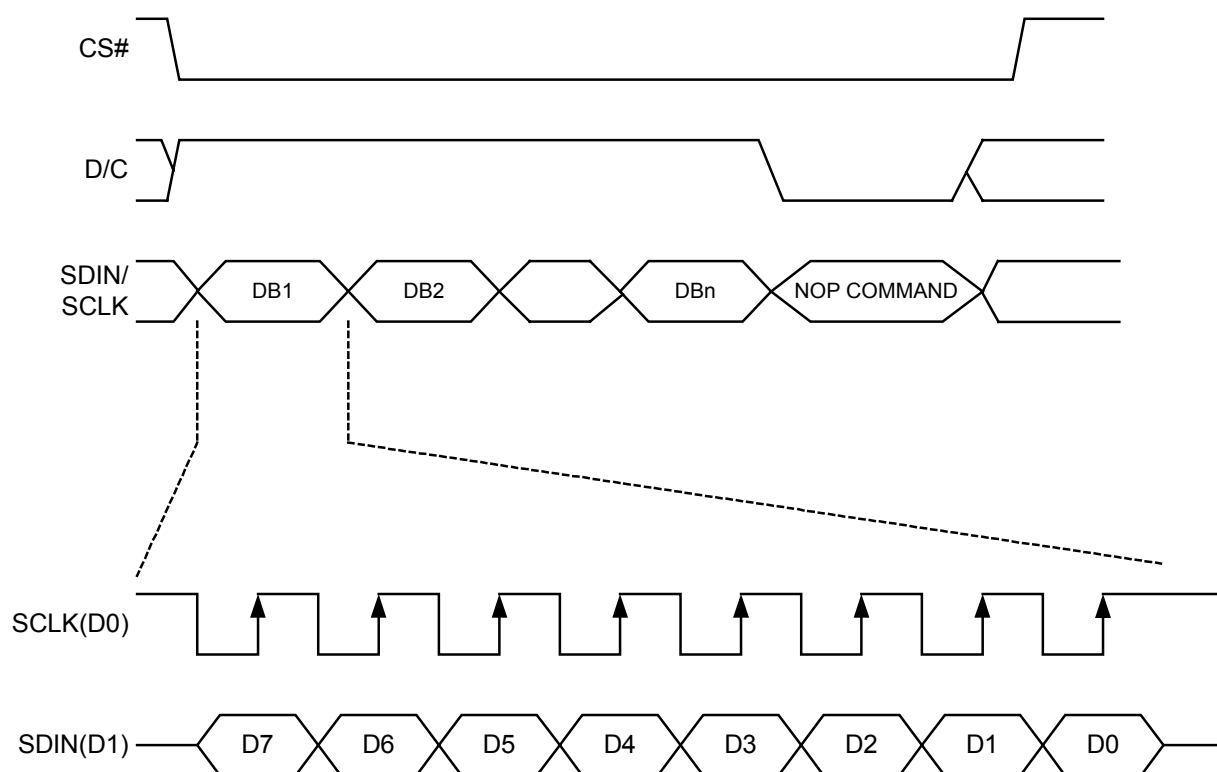 CS#
D/C
SDIN/
SCLK
DB1 DB2 DBn NOP COMMAND
SCLK(D0)
SDIN(D1) D7 D6 D5 D4 D3 D2 D1 D0